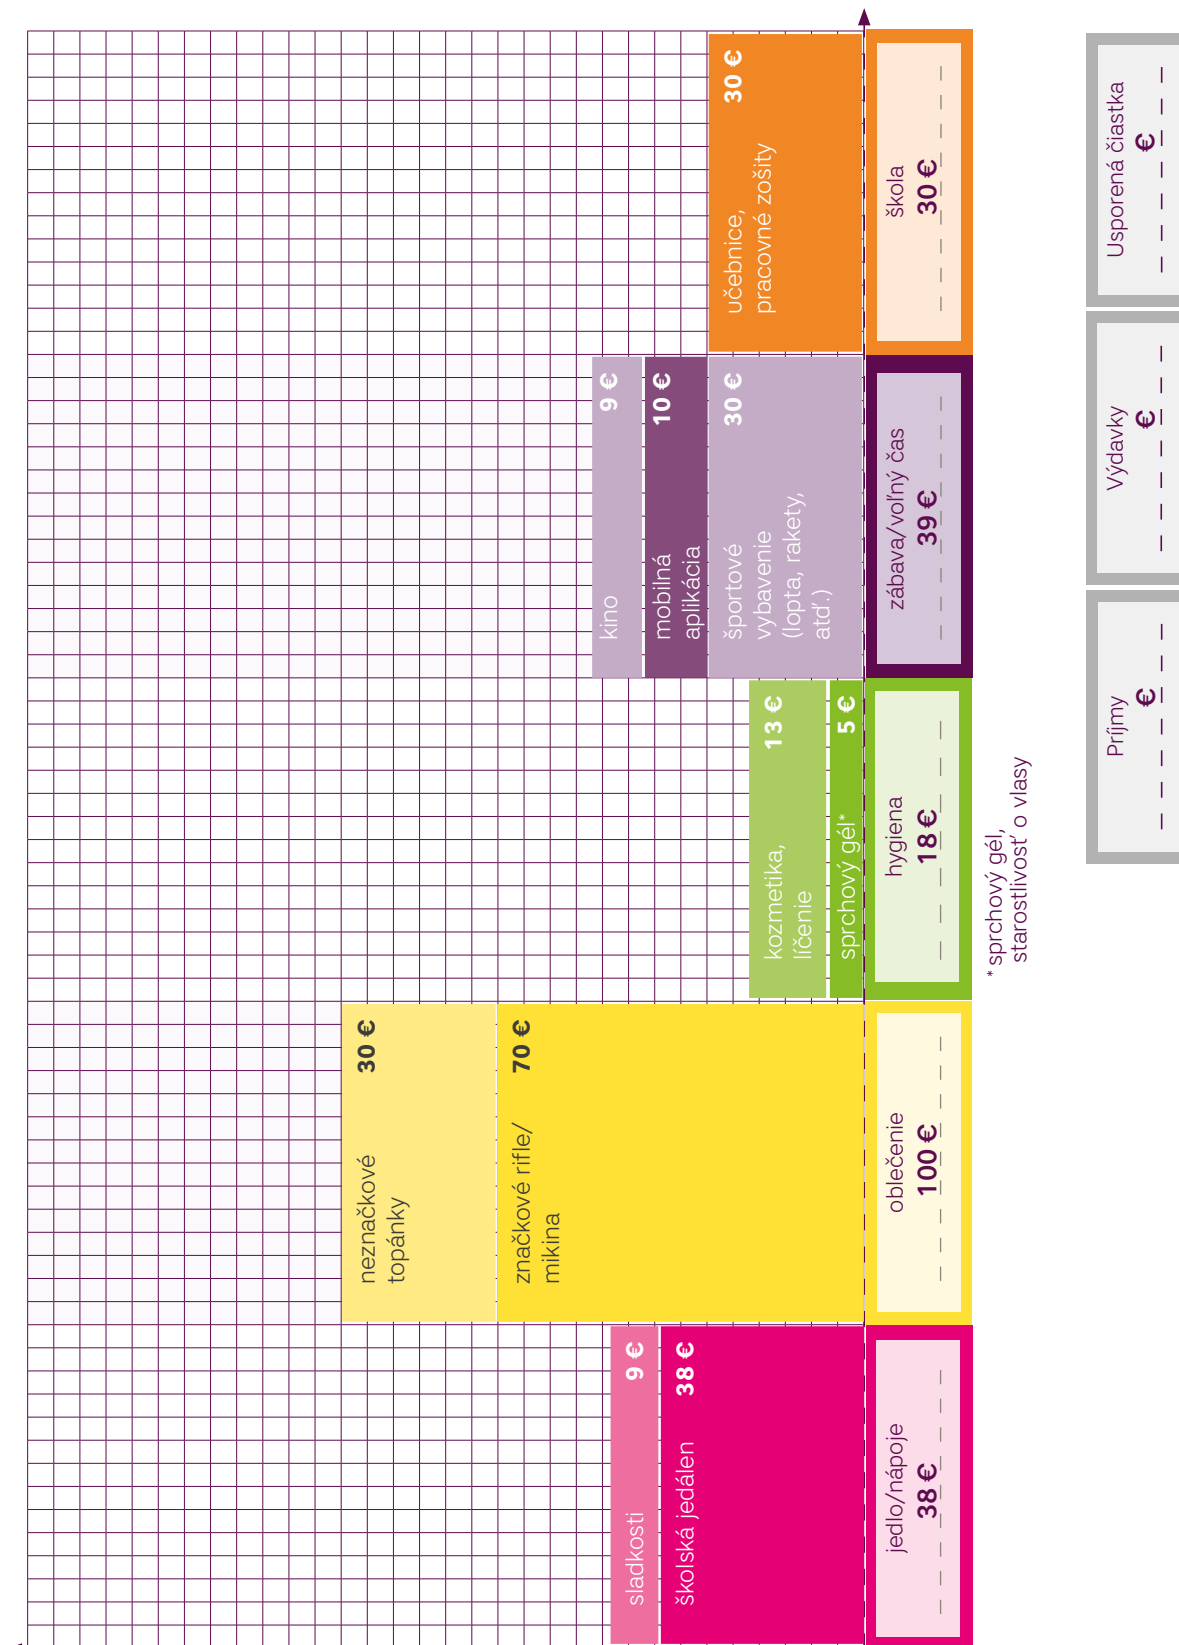 sladkosti 9 €
školská jedálen 38 €
jedlo/nápoje
38 €
neznačkové
topánky
30 €
značkové rifle/
mikina
70 €
oblečenie
100 €
kozmetika,
líčenie
13 €
sprchový gél* 5 €
hygiena
18 €
* sprchový gél,
starostlivosť o vlasy
kino 9 €
mobilná
aplikácia
10 €
športové
vybavenie
(lopta, rakety,
atď.)
30 €
zábava/voľný čas
39 €
učebnice,
pracovné zošity
30 €
škola
30 €
Príjmy
€
Výdavky
€
Usporená čiastka
€